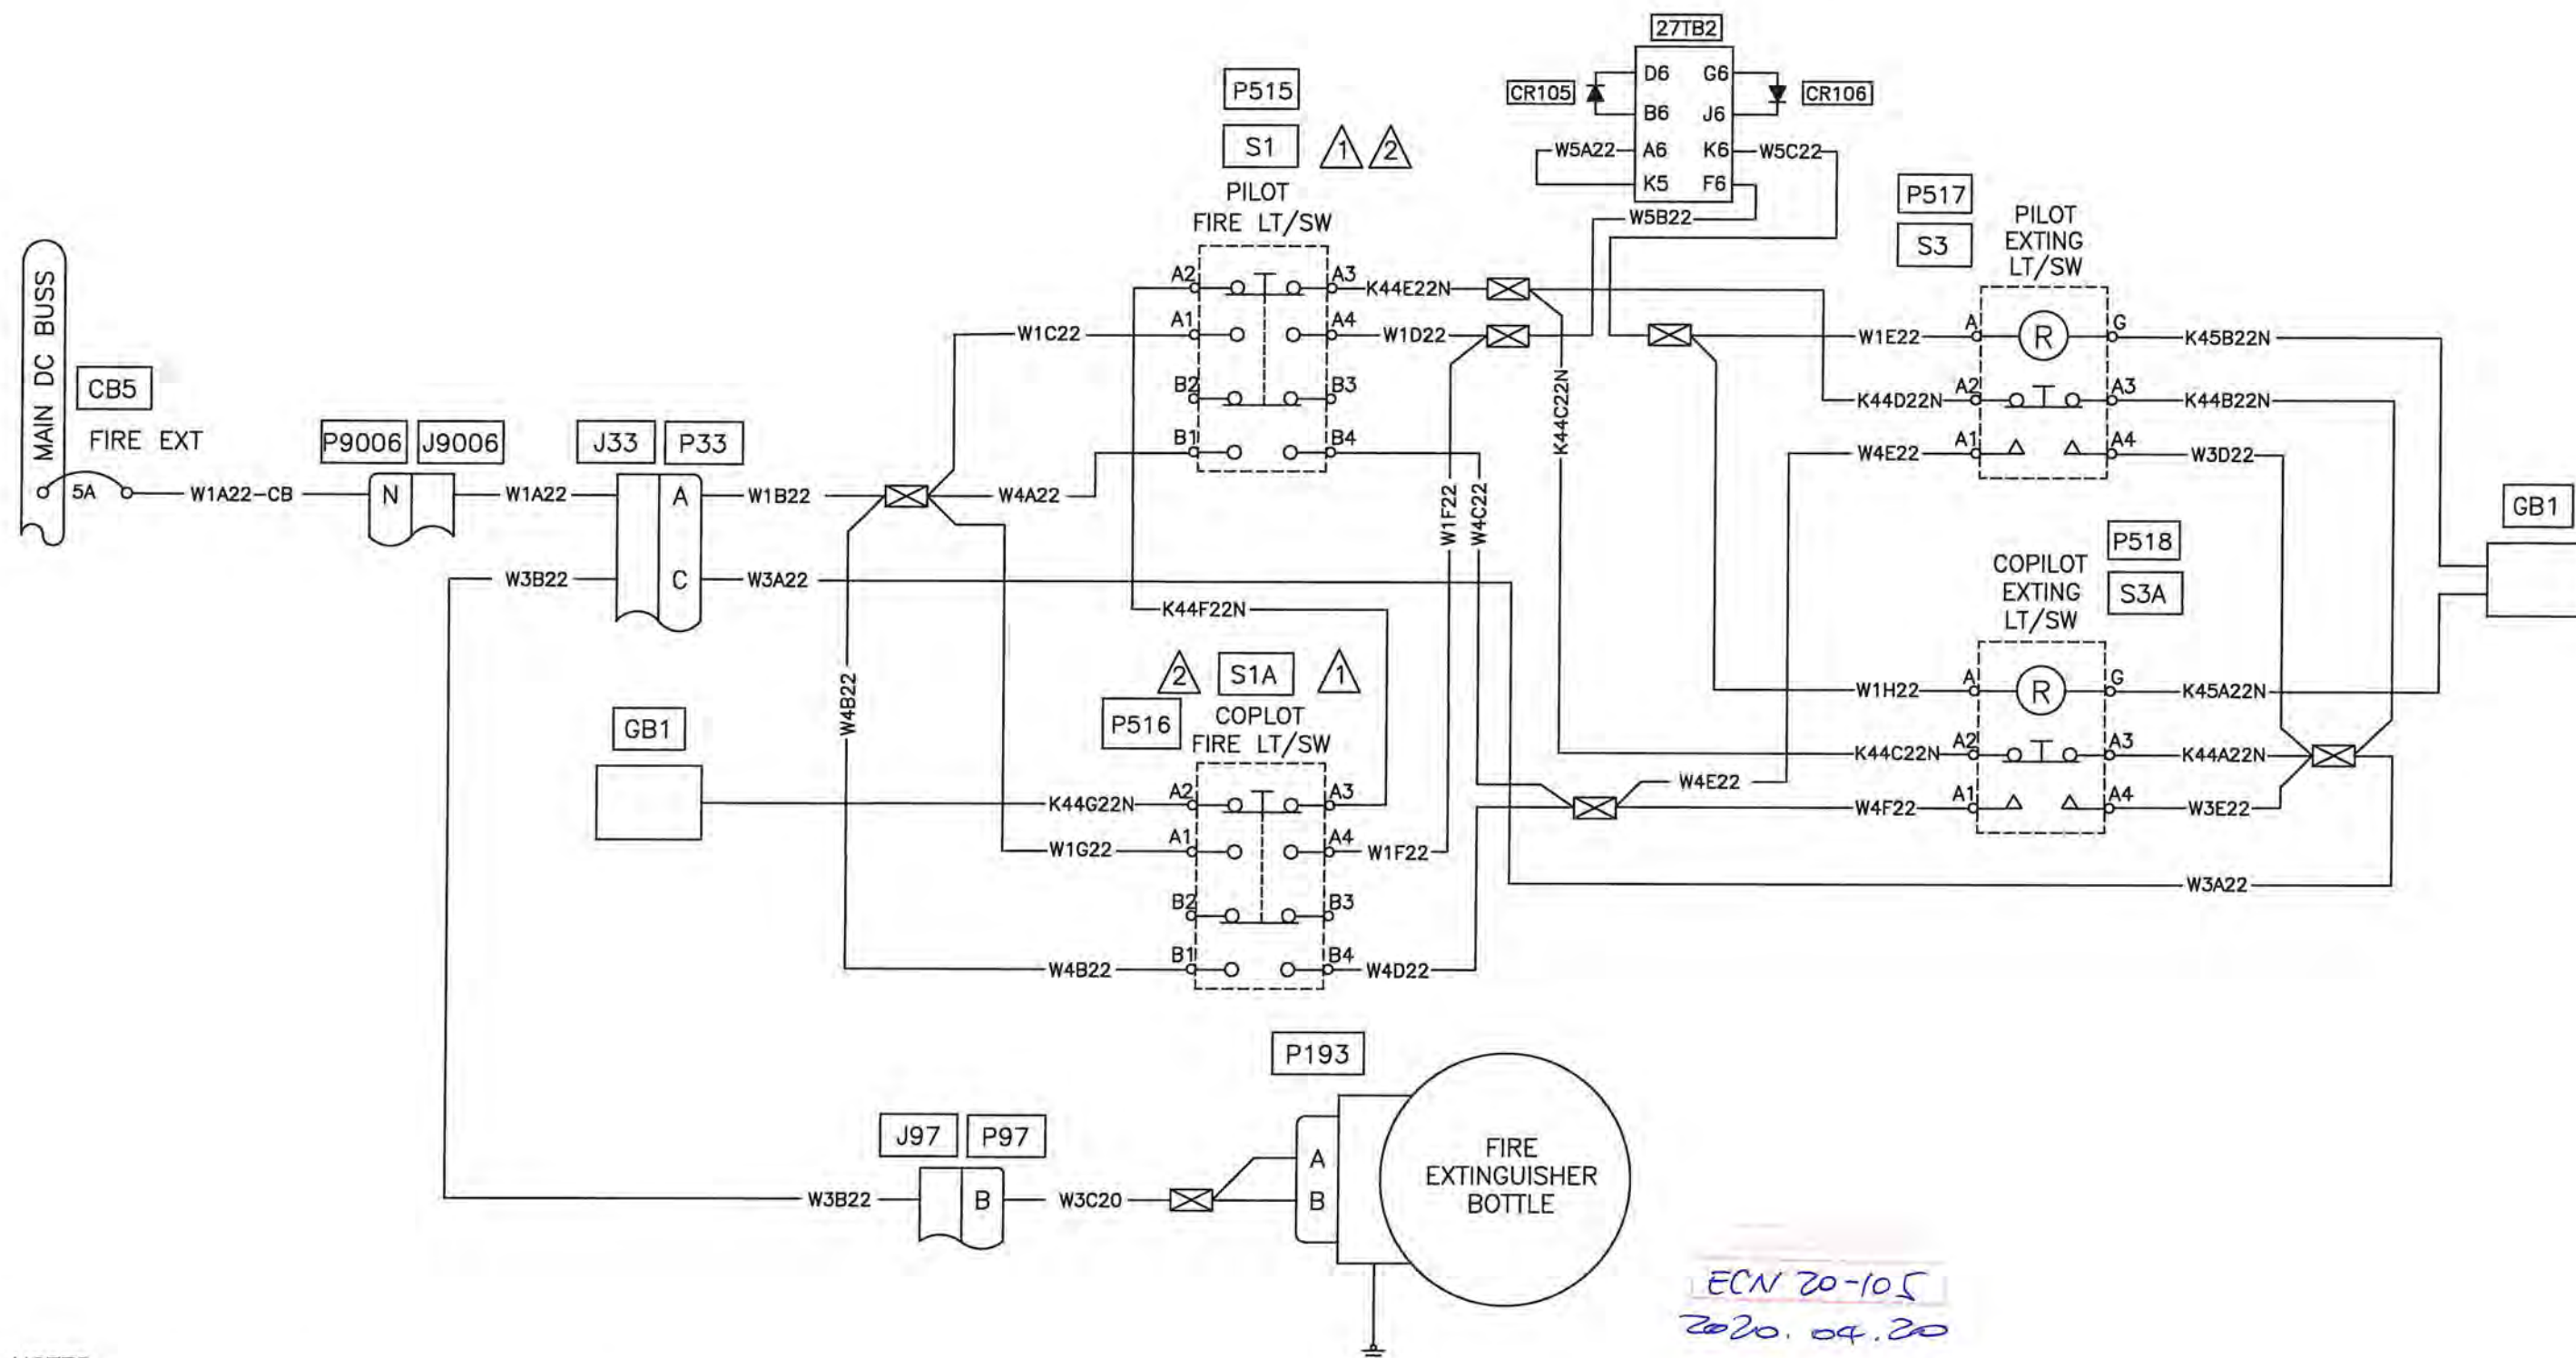 27TB2
D6 G6
CR105 CR106
B6 J6
W5A22 A6 K6 W5C22
K5 F6
W5B22
P515
S1 1 2
PILOT
FIRE LT/SW
A2 A3 K44E22N
W1C22 A1 A4 W1D22
B2 B3
B1 B4
P517
S3
PILOT
EXTING
LT/SW
W1E22 A R G K45B22N
K44D22N A2 A3 K44B22N
W4E22 A1 A4 W3D22
MAIN DC BUSS
CB5
FIRE EXT
5A
W1A22-CB
P9006 J9006
N
W1A22
J33 P33
A W1B22
W4A22
W3B22 C W3A22
K44F22N
W4B22
K44C22N
W1F22
W4C22
GB1
P518
COPILOT
EXTING
LT/SW
S3A
W1H22 A R G K45A22N
K44C22N A2 A3 K44A22N
W4E22
W4F22 A1 A4 W3E22
W3A22
2 S1A 1
P516
COPLOT
FIRE LT/SW
GB1
K44G22N A2 A3
W1G22 A1 A4 W1F22
B2 B3
W4B22 B1 B4 W4D22
P193
J97 P97
W3B22 B W3C20
A
B
FIRE
EXTINGUISHER
BOTTLE
ECN 20-105
2020.04.20